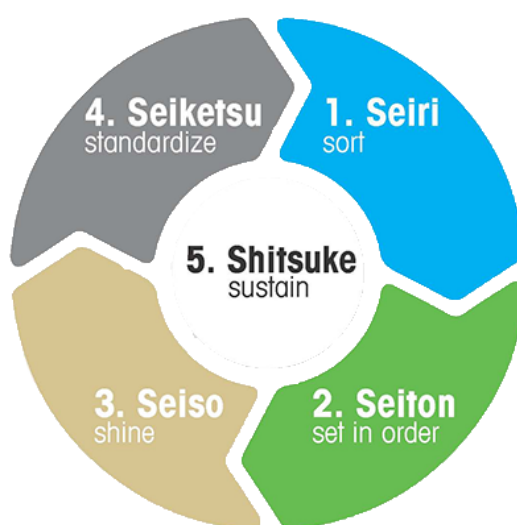 1. Seiri
sort
2. Seiton
set in order
3. Seiso
shine
4. Seiketsu
standardize
5. Shitsuke
sustain